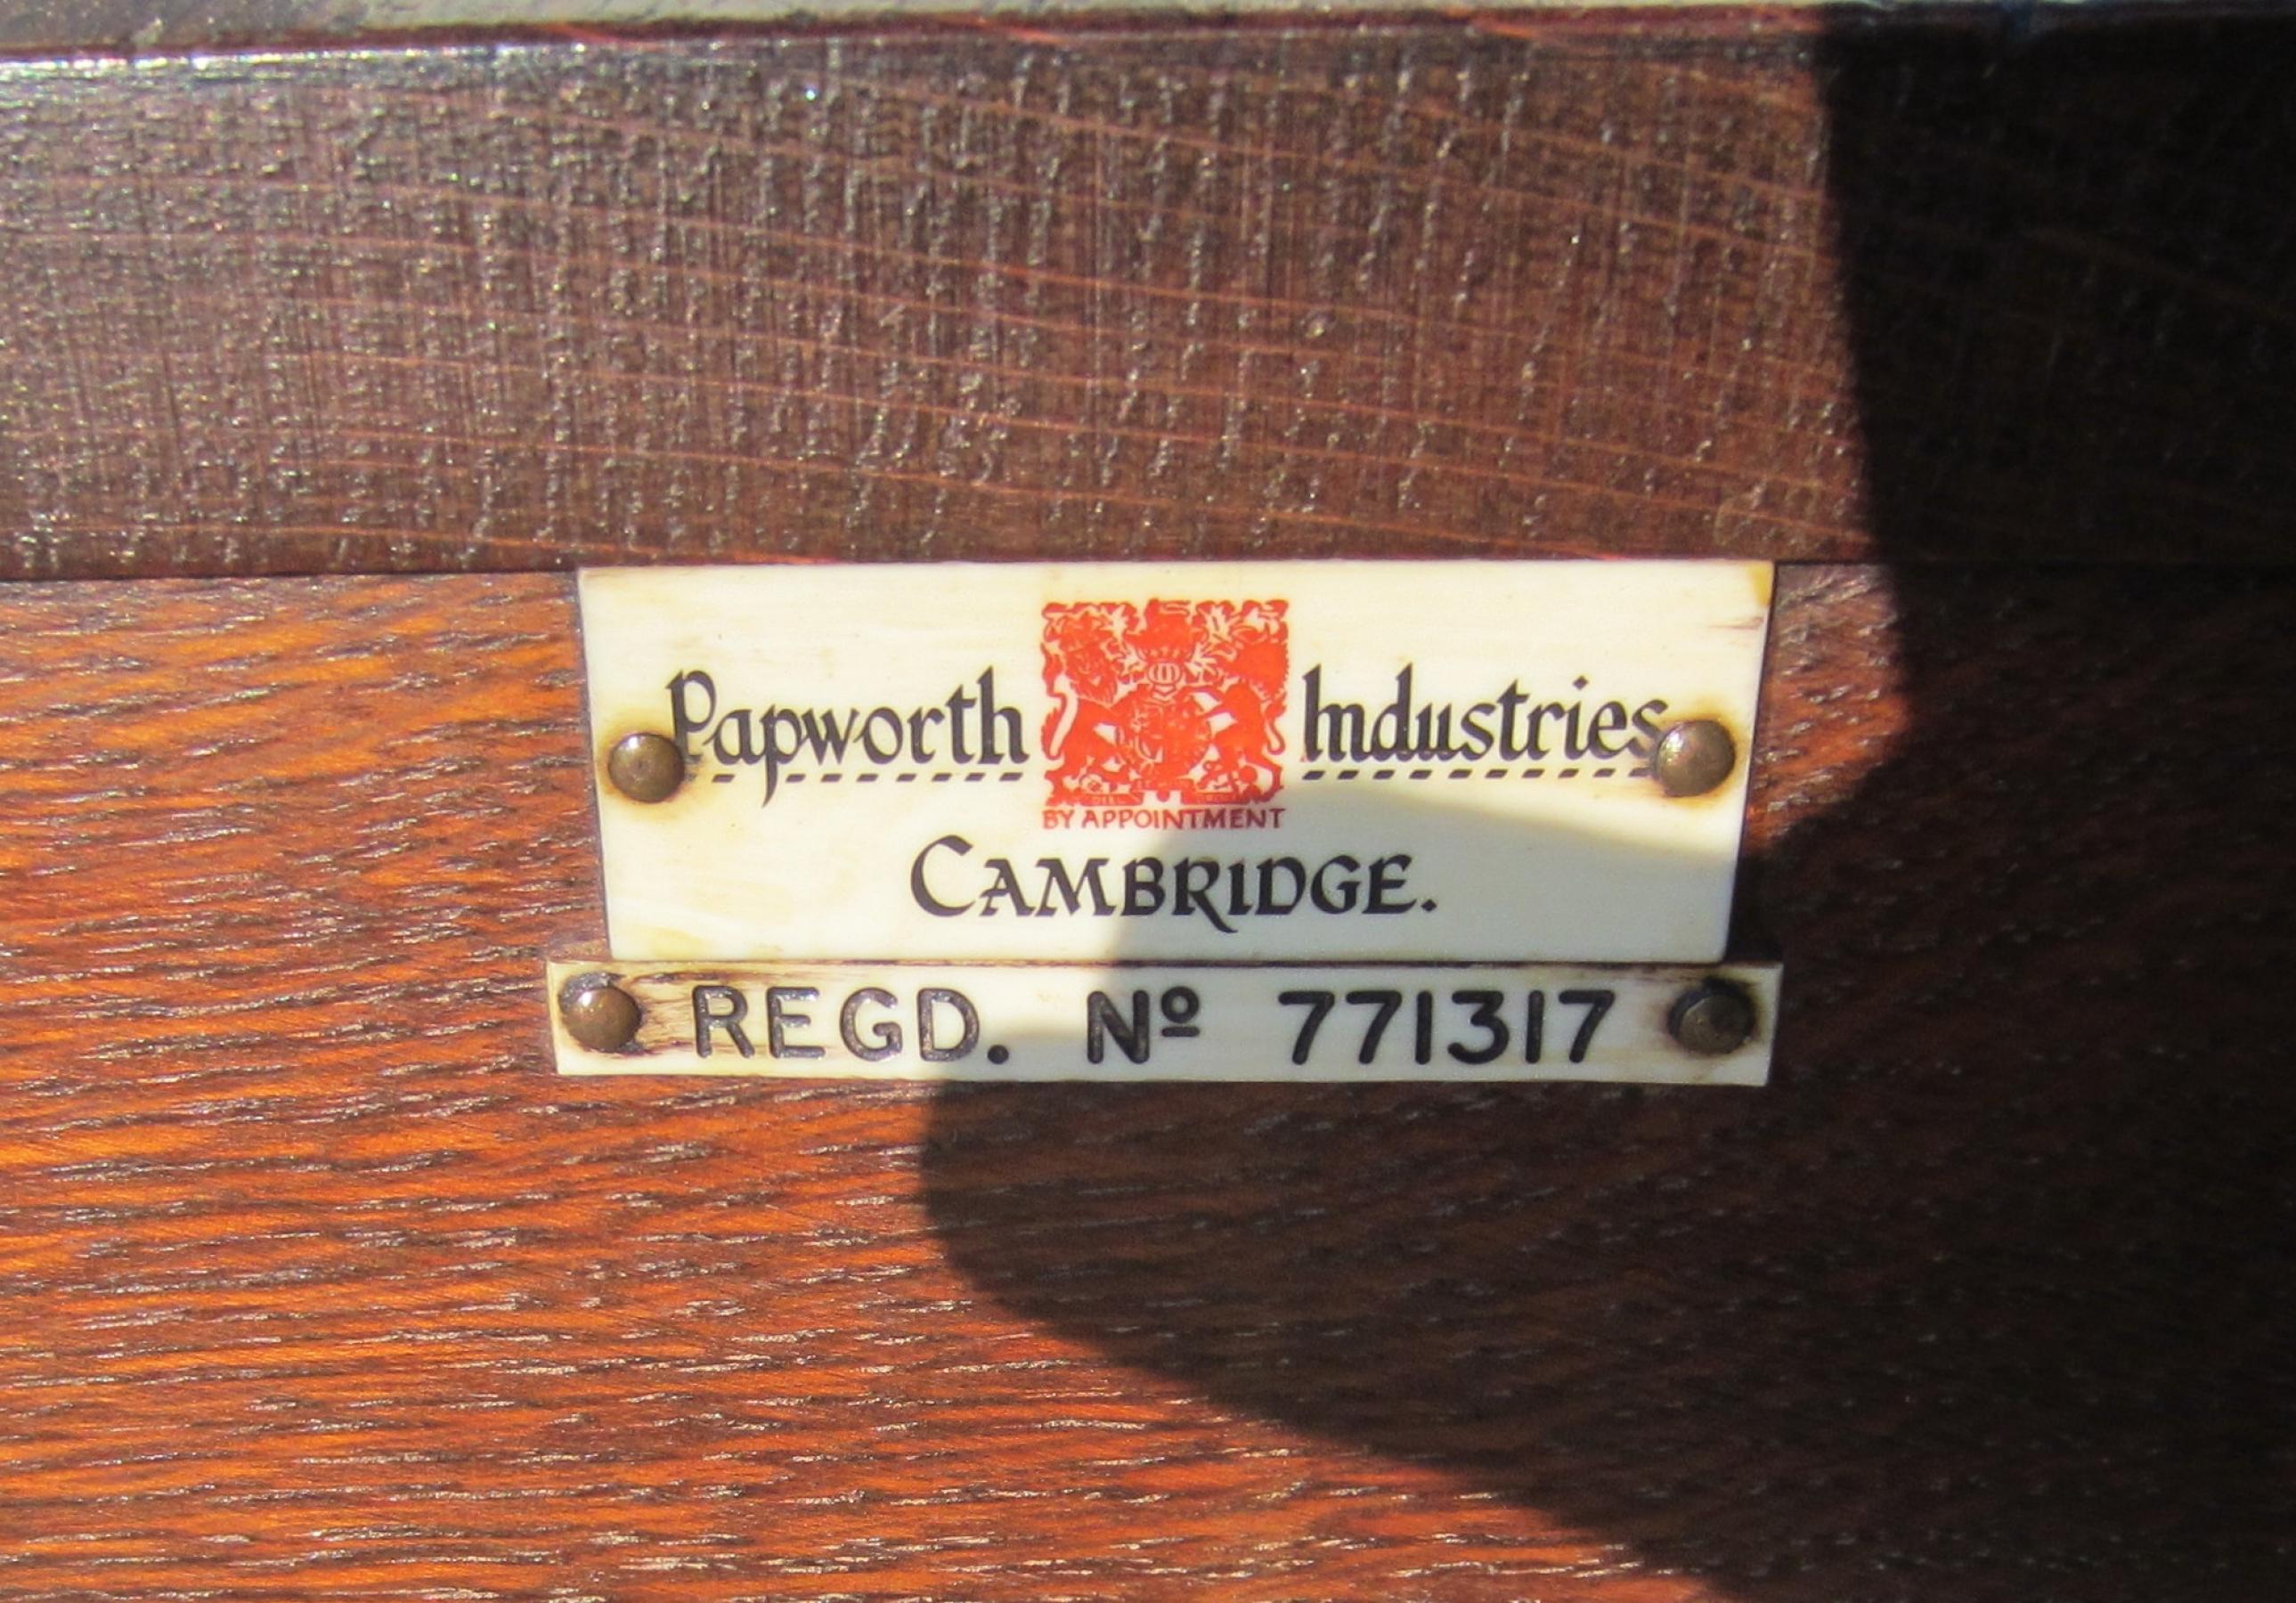 Papworth Industries
BY APPOINTMENT
CAMBRIDGE.
REGD. Nº 771317